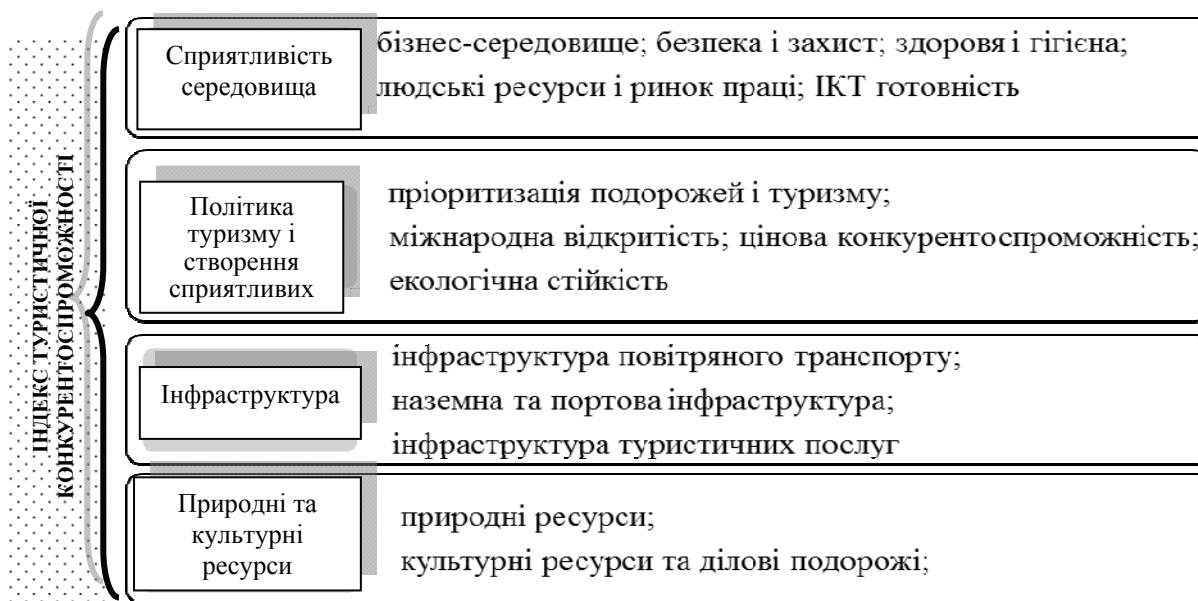 ІНДЕКС ТУРИСТИЧНОЇ
КОНКУРЕНТОСПРОМОЖНОСТІ
Сприятливість
середовища
бізнес-середовище; безпека і захист; здоровя і гігієна;
людські ресурси і ринок праці; ІКТ готовність
Політика
туризму і
створення
сприятливих
пріоритизація подорожей і туризму;
міжнародна відкритість; цінова конкурентоспроможність;
екологічна стійкість
Інфраструктура
інфраструктура повітряного транспорту;
наземна та портова інфраструктура;
інфраструктура туристичних послуг
Природні та
культурні
ресурси
природні ресурси;
культурні ресурси та ділові подорожі;